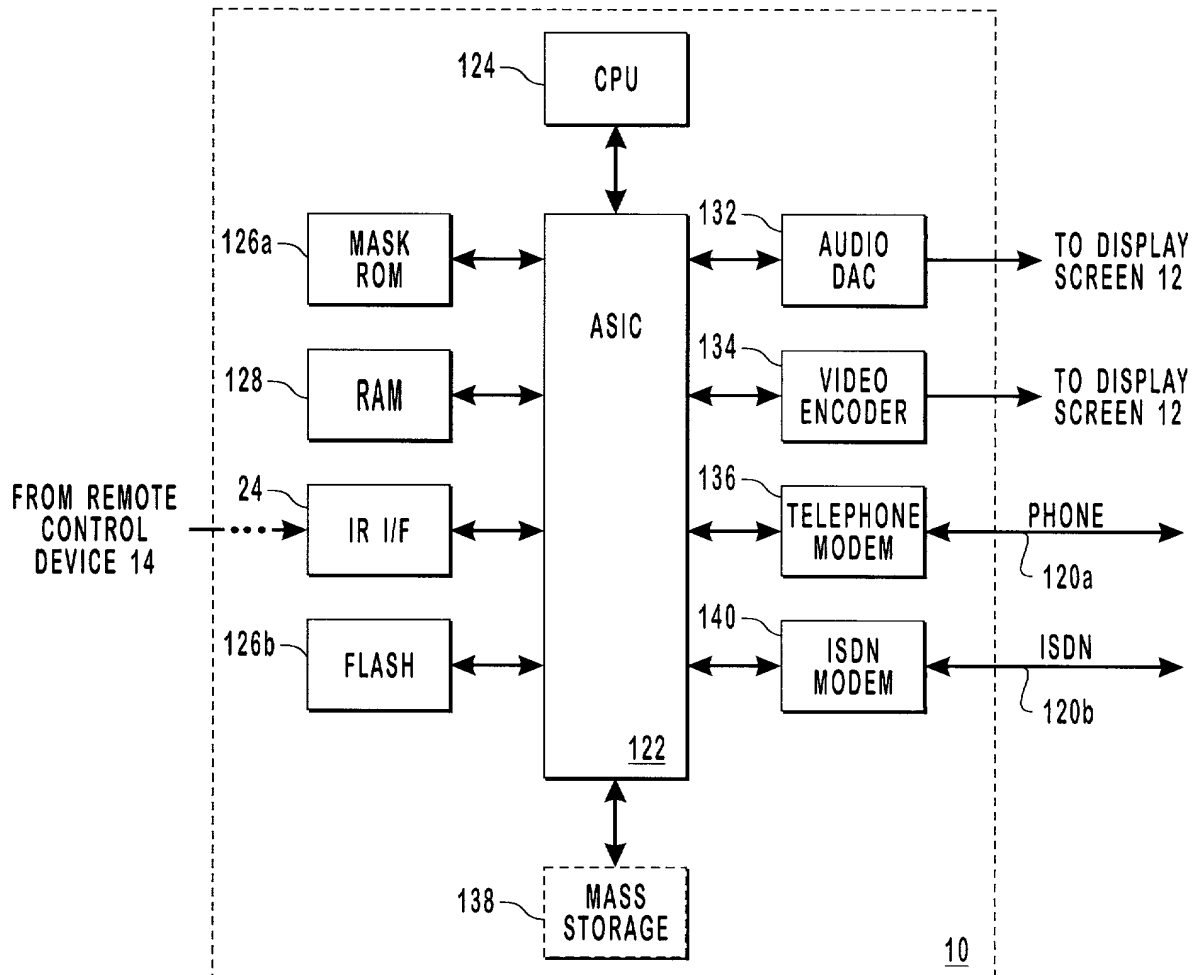 124
CPU
126a
MASK
ROM
132
AUDIO
DAC
TO DISPLAY
SCREEN 12
ASIC
128
RAM
134
VIDEO
ENCODER
TO DISPLAY
SCREEN 12
FROM REMOTE
CONTROL
DEVICE 14
24
IR I/F
136
TELEPHONE
MODEM
PHONE
120a
126b
FLASH
140
ISDN
MODEM
ISDN
120b
122
138
MASS
STORAGE
10